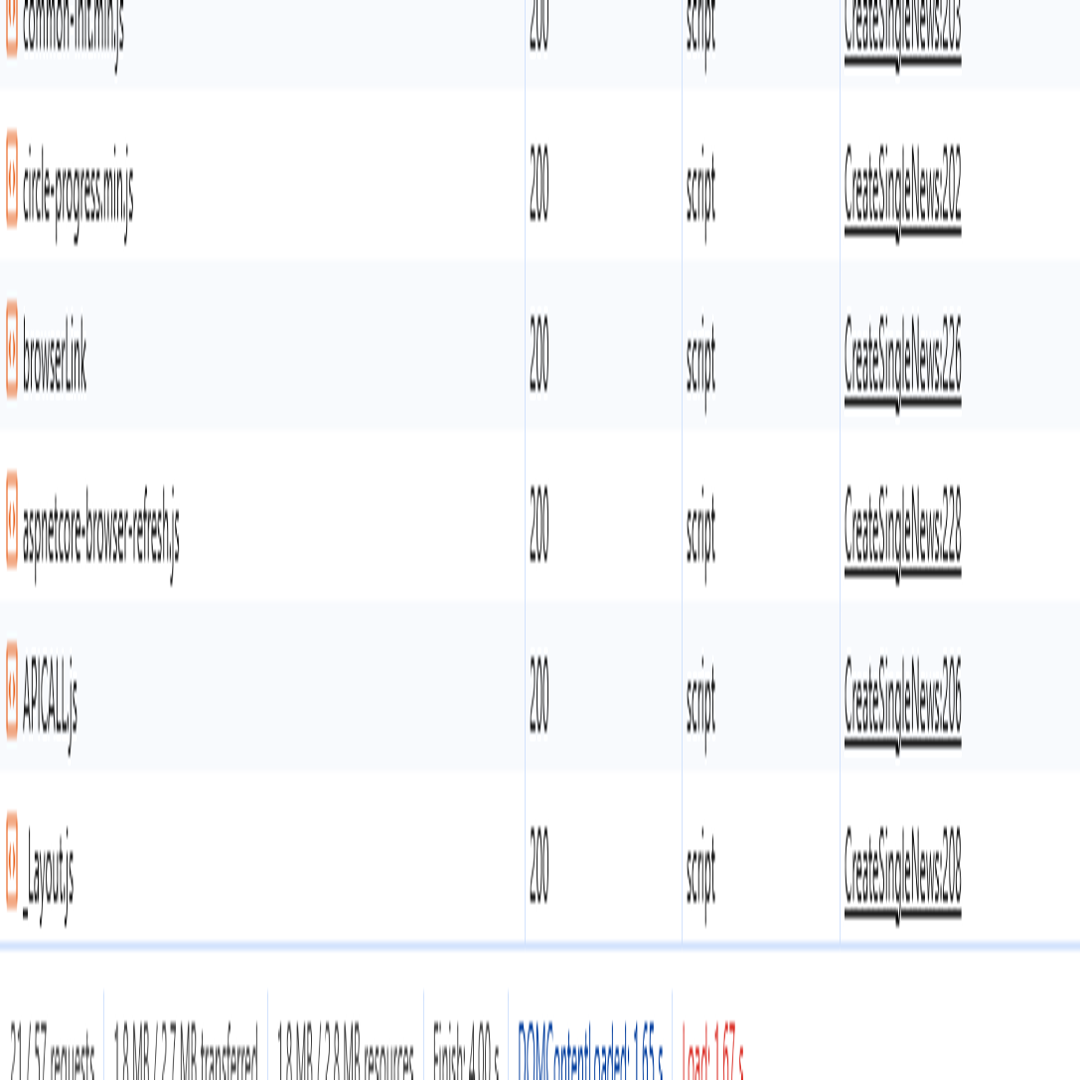 common-init.min.js 200 script CreateSingleNews:203
circle-progress.min.js 200 script CreateSingleNews:202
browserLink 200 script CreateSingleNews:226
aspnetcore-browser-refresh.js 200 script CreateSingleNews:228
APICALL.js 200 script CreateSingleNews:206
_Layout.js 200 script CreateSingleNews:208
21 / 57 requests 1.8 MB / 2.7 MB transferred 1.8 MB / 2.8 MB resources Finish: 4.00 s DOMContentLoaded: 1.65 s Load: 1.67 s